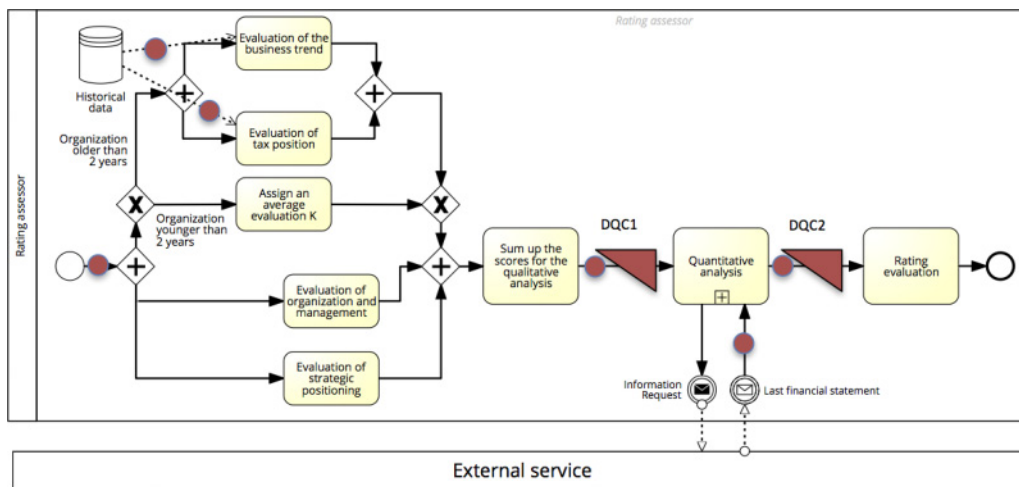 Rating assessor
Rating assessor
Evaluation of the
business trend
Historical
data
Evaluation of
tax position
Organization
older than
2 years
Assign an
average
evaluation K
Organization
younger than
2 years
DQC1
DQC2
Sum up the
scores for the
qualitative
analysis
Quantitative
analysis
Rating
evaluation
Evaluation of
organization and
management
Evaluation of
strategic
positioning
Information
Request
Last financial statement
External service